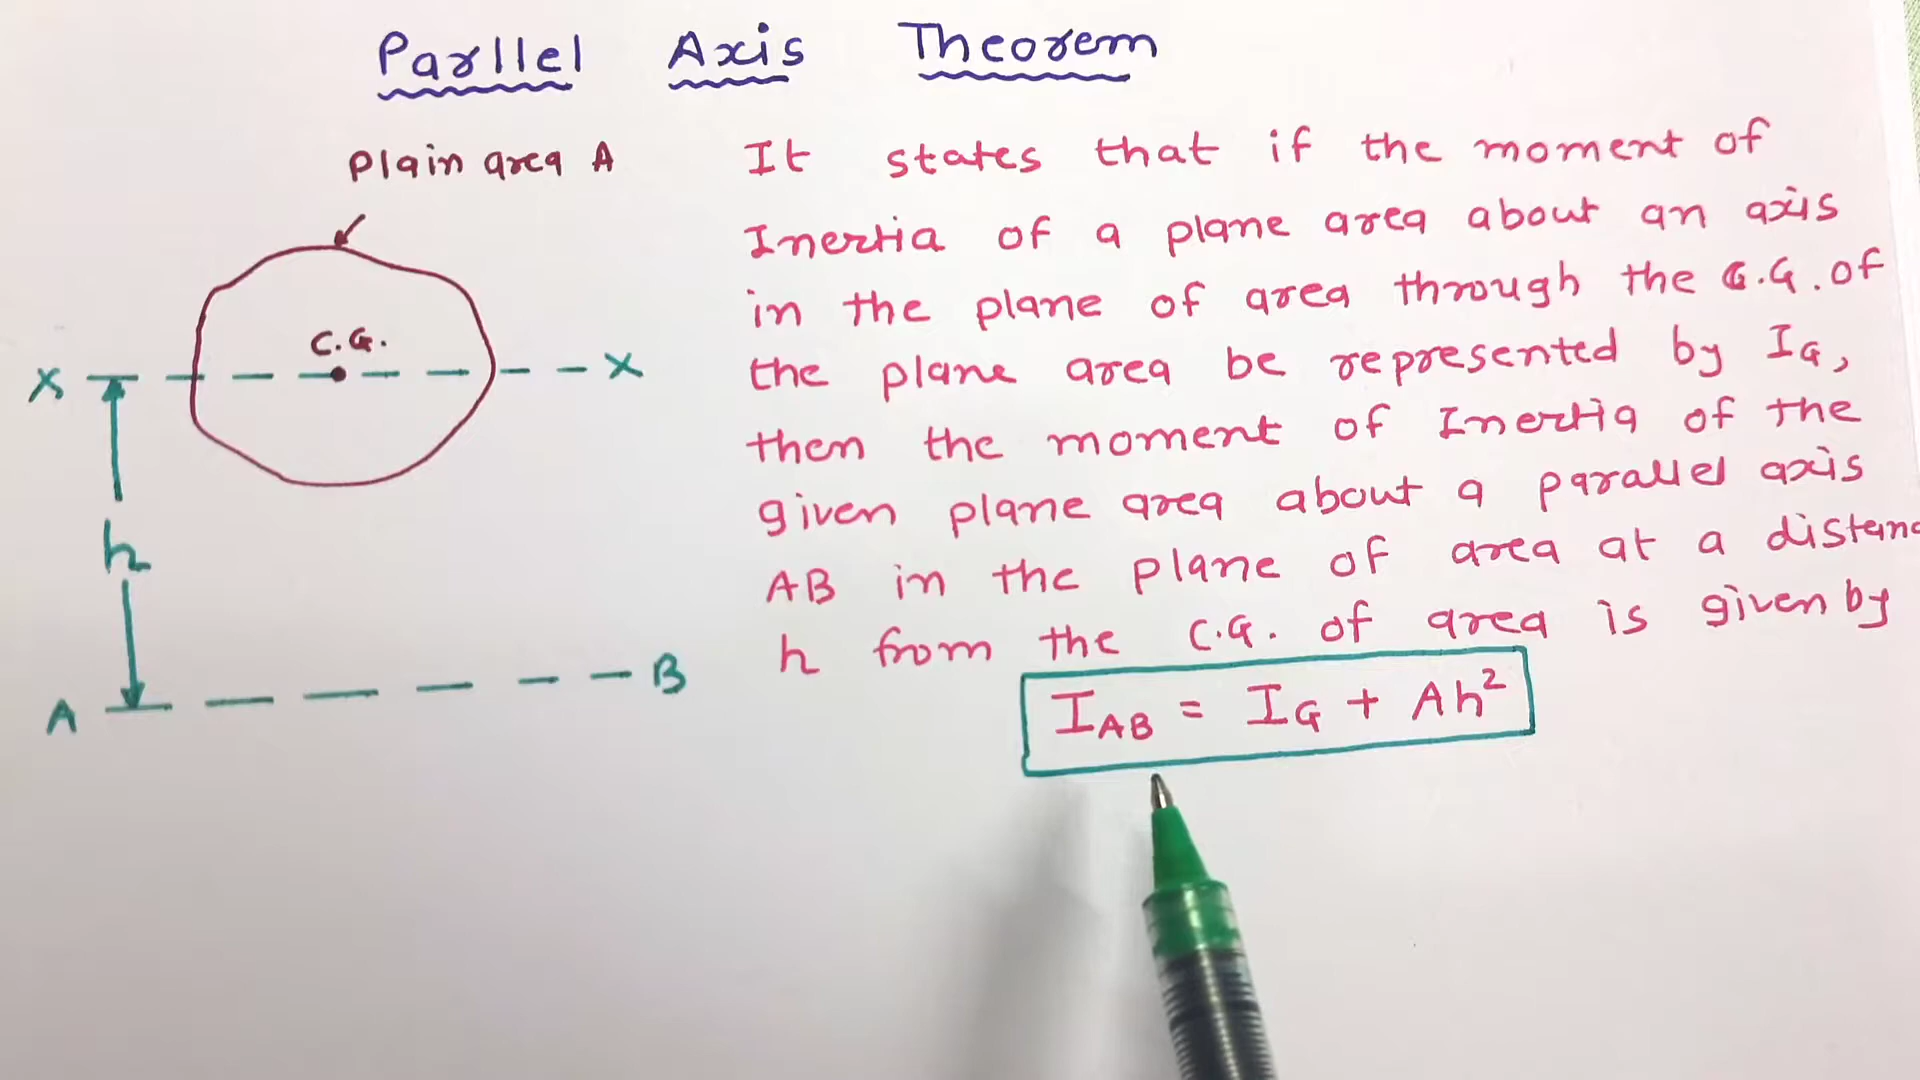 Parllel Axis Theorem
Plain area A
C.G.
X X
h
A B
It states that if the moment of
Inertia of a plane area about an axis
in the plane of area through the C.G. of
the plane area be represented by IG,
then the moment of Inertia of the
given plane area about a parallel axis
AB in the plane of area at a distanc
h from the C.G. of area is given by
IAB = IG + Ah²